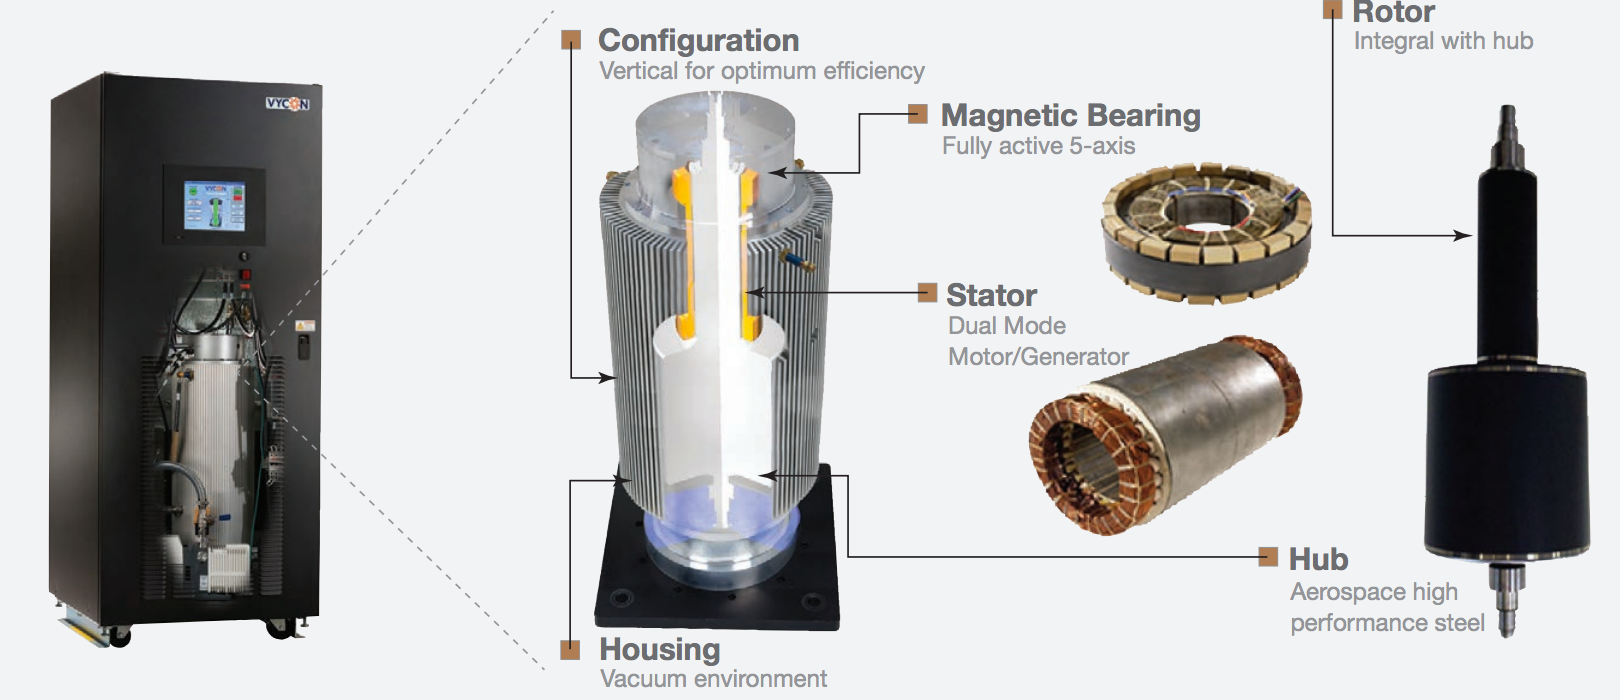 VYCON
VYCON
Configuration
Vertical for optimum efficiency
Magnetic Bearing
Fully active 5-axis
Stator
Dual Mode
Motor/Generator
Rotor
Integral with hub
Hub
Aerospace high
performance steel
Housing
Vacuum environment